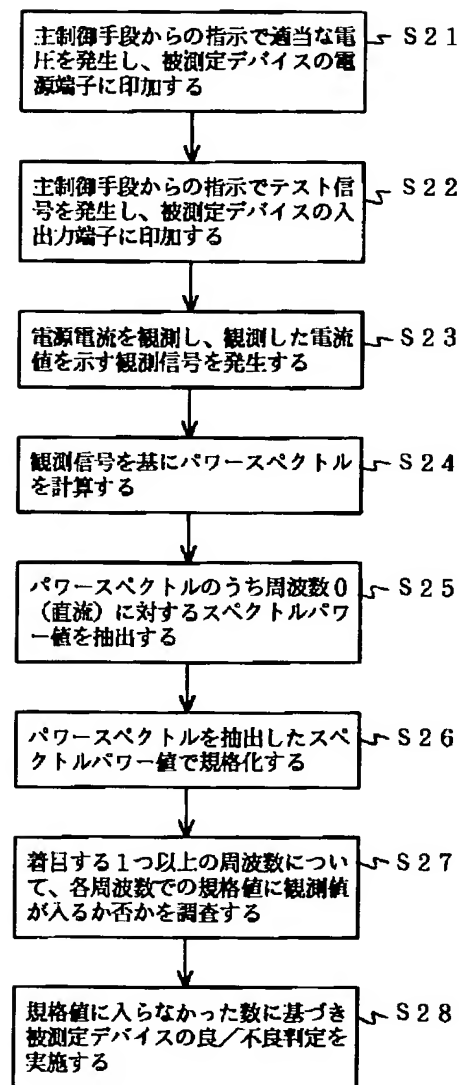 主制御手段からの指示で適当な電 S21
圧を発生し、被測定デバイスの電
源端子に印加する
主制御手段からの指示でテスト信 S22
号を発生し、被測定デバイスの入
出力端子に印加する
電源電流を観測し、観測した電流 S23
値を示す観測信号を発生する
観測信号を基にパワースペクトル S24
を計算する
パワースペクトルのうち周波数0 S25
(直流)に対するスペクトルパワ
ー値を抽出する
パワースペクトルを抽出したスペ S26
クトルパワー値で規格化する
着目する1つ以上の周波数につい S27
て、各周波数での規格値に観測値
が入るか否かを調査する
規格値に入らなかった数に基づき S28
被測定デバイスの良/不良判定を
実施する